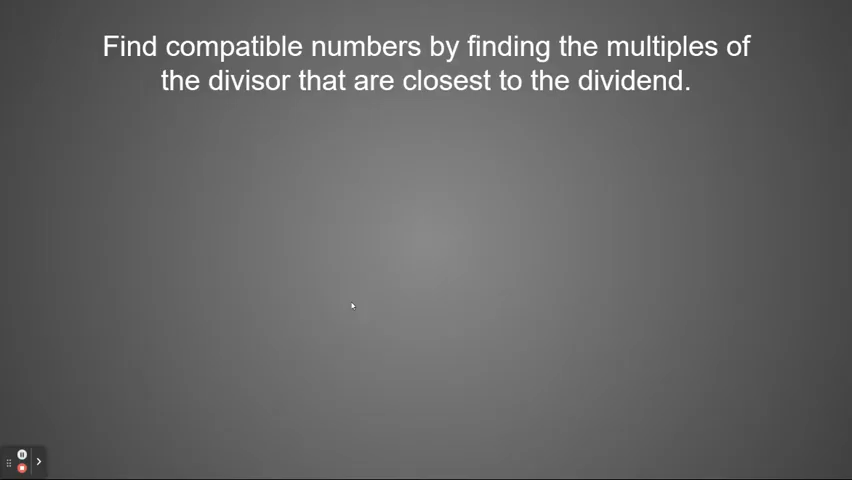 Find compatible numbers by finding the multiples of
the divisor that are closest to the dividend.